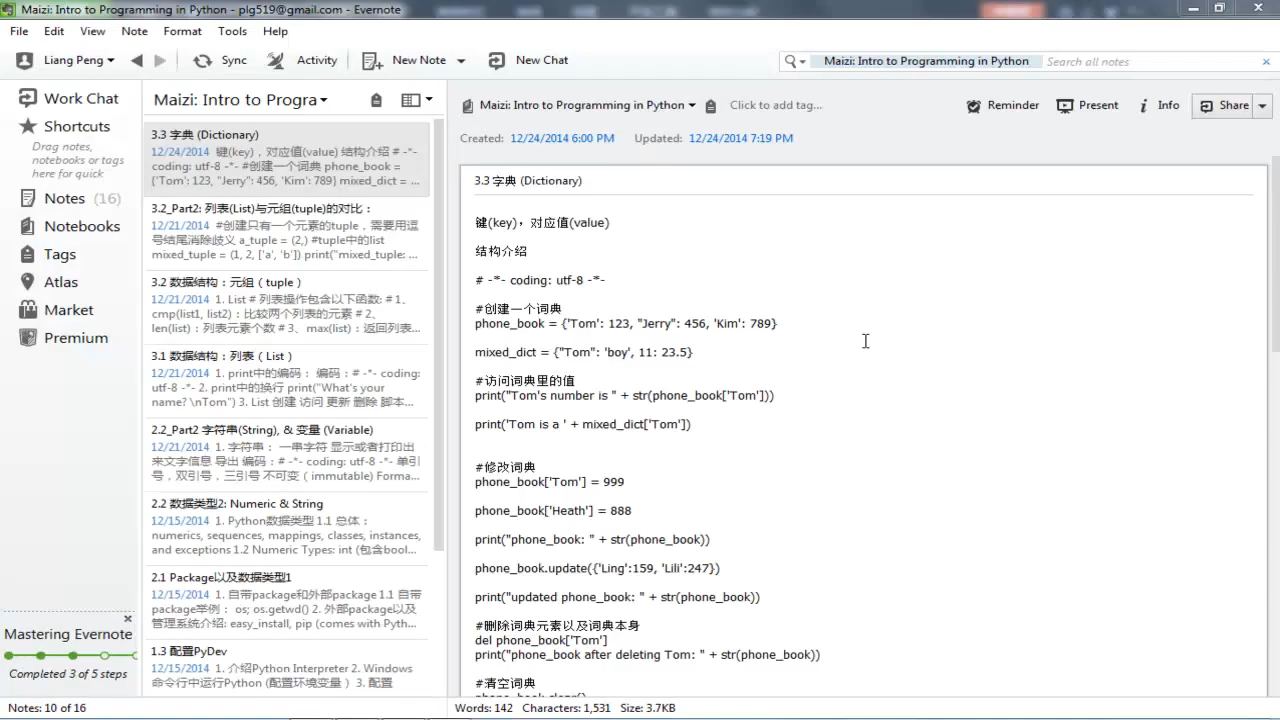 Maizi: Intro to Programming in Python - plg519@gmail.com - Evernote
File Edit View Note Format Tools Help
Liang Peng Sync Activity New Note New Chat
Maizi: Intro to Programming in Python Search all notes
Work Chat
Shortcuts
Drag notes,
notebooks or tags
here for quick
Notes (16)
Notebooks
Tags
Atlas
Market
Premium
Mastering Evernote
Completed 3 of 5 steps
Maizi: Intro to Progra
3.3 字典 (Dictionary)
12/24/2014 键(key)，对应值(value) 结构介绍 # -*-
coding: utf-8 -*- #创建一个词典 phone_book =
{'Tom': 123, "Jerry": 456, 'Kim': 789} mixed_dict = ...
3.2_Part2: 列表(List)与元组(tuple)的对比：
12/21/2014 #创建只有一个元素的tuple，需要用逗
号结尾消除歧义 a_tuple = (2,) #tuple中的list
mixed_tuple = (1, 2, ['a', 'b']) print("mixed_tuple: ...
3.2 数据结构：元组（tuple）
12/21/2014 1. List # 列表操作包含以下函数: # 1、
cmp(list1, list2)：比较两个列表的元素 # 2、
len(list)：列表元素个数 # 3、max(list)：返回列表...
3.1 数据结构：列表（List）
12/21/2014 1. print中的编码： 编码：# -*- coding:
utf-8 -*- 2. print中的换行 print("What's your
name? \nTom") 3. List 创建 访问 更新 删除 脚本...
2.2_Part2 字符串(String), & 变量 (Variable)
12/21/2014 1. 字符串： 一串字符 显示或者打印出
来文字信息 导出 编码：# -*- coding: utf-8 -*- 单引
号，双引号，三引号 不可变（immutable) Forma...
2.2 数据类型2: Numeric & String
12/15/2014 1. Python数据类型 1.1 总体：
numerics, sequences, mappings, classes, instances,
and exceptions 1.2 Numeric Types: int (包含bool...
2.1 Package以及数据类型1
12/15/2014 1. 自带package和外部package 1.1 自带
package举例： os; os.getwd() 2. 外部package以及
管理系统介绍: easy_install, pip (comes with Pyth...
1.3 配置PyDev
12/15/2014 1. 介绍Python Interpreter 2. Windows
命令行中运行Python (配置环境变量 ）3. 配置
Maizi: Intro to Programming in Python Click to add tag... Reminder Present Info Share
Created: 12/24/2014 6:00 PM Updated: 12/24/2014 7:19 PM
3.3 字典 (Dictionary)
键(key)，对应值(value)
结构介绍
# -*- coding: utf-8 -*-
#创建一个词典
phone_book = {'Tom': 123, "Jerry": 456, 'Kim': 789}
mixed_dict = {"Tom": 'boy', 11: 23.5}
#访问词典里的值
print("Tom's number is " + str(phone_book['Tom']))
print('Tom is a ' + mixed_dict['Tom'])
#修改词典
phone_book['Tom'] = 999
phone_book['Heath'] = 888
print("phone_book: " + str(phone_book))
phone_book.update({'Ling':159, 'Lili':247})
print("updated phone_book: " + str(phone_book))
#删除词典元素以及词典本身
del phone_book['Tom']
print("phone_book after deleting Tom: " + str(phone_book))
#清空词典
Notes: 10 of 16 Words: 142 Characters: 1,531 Size: 3.7KB